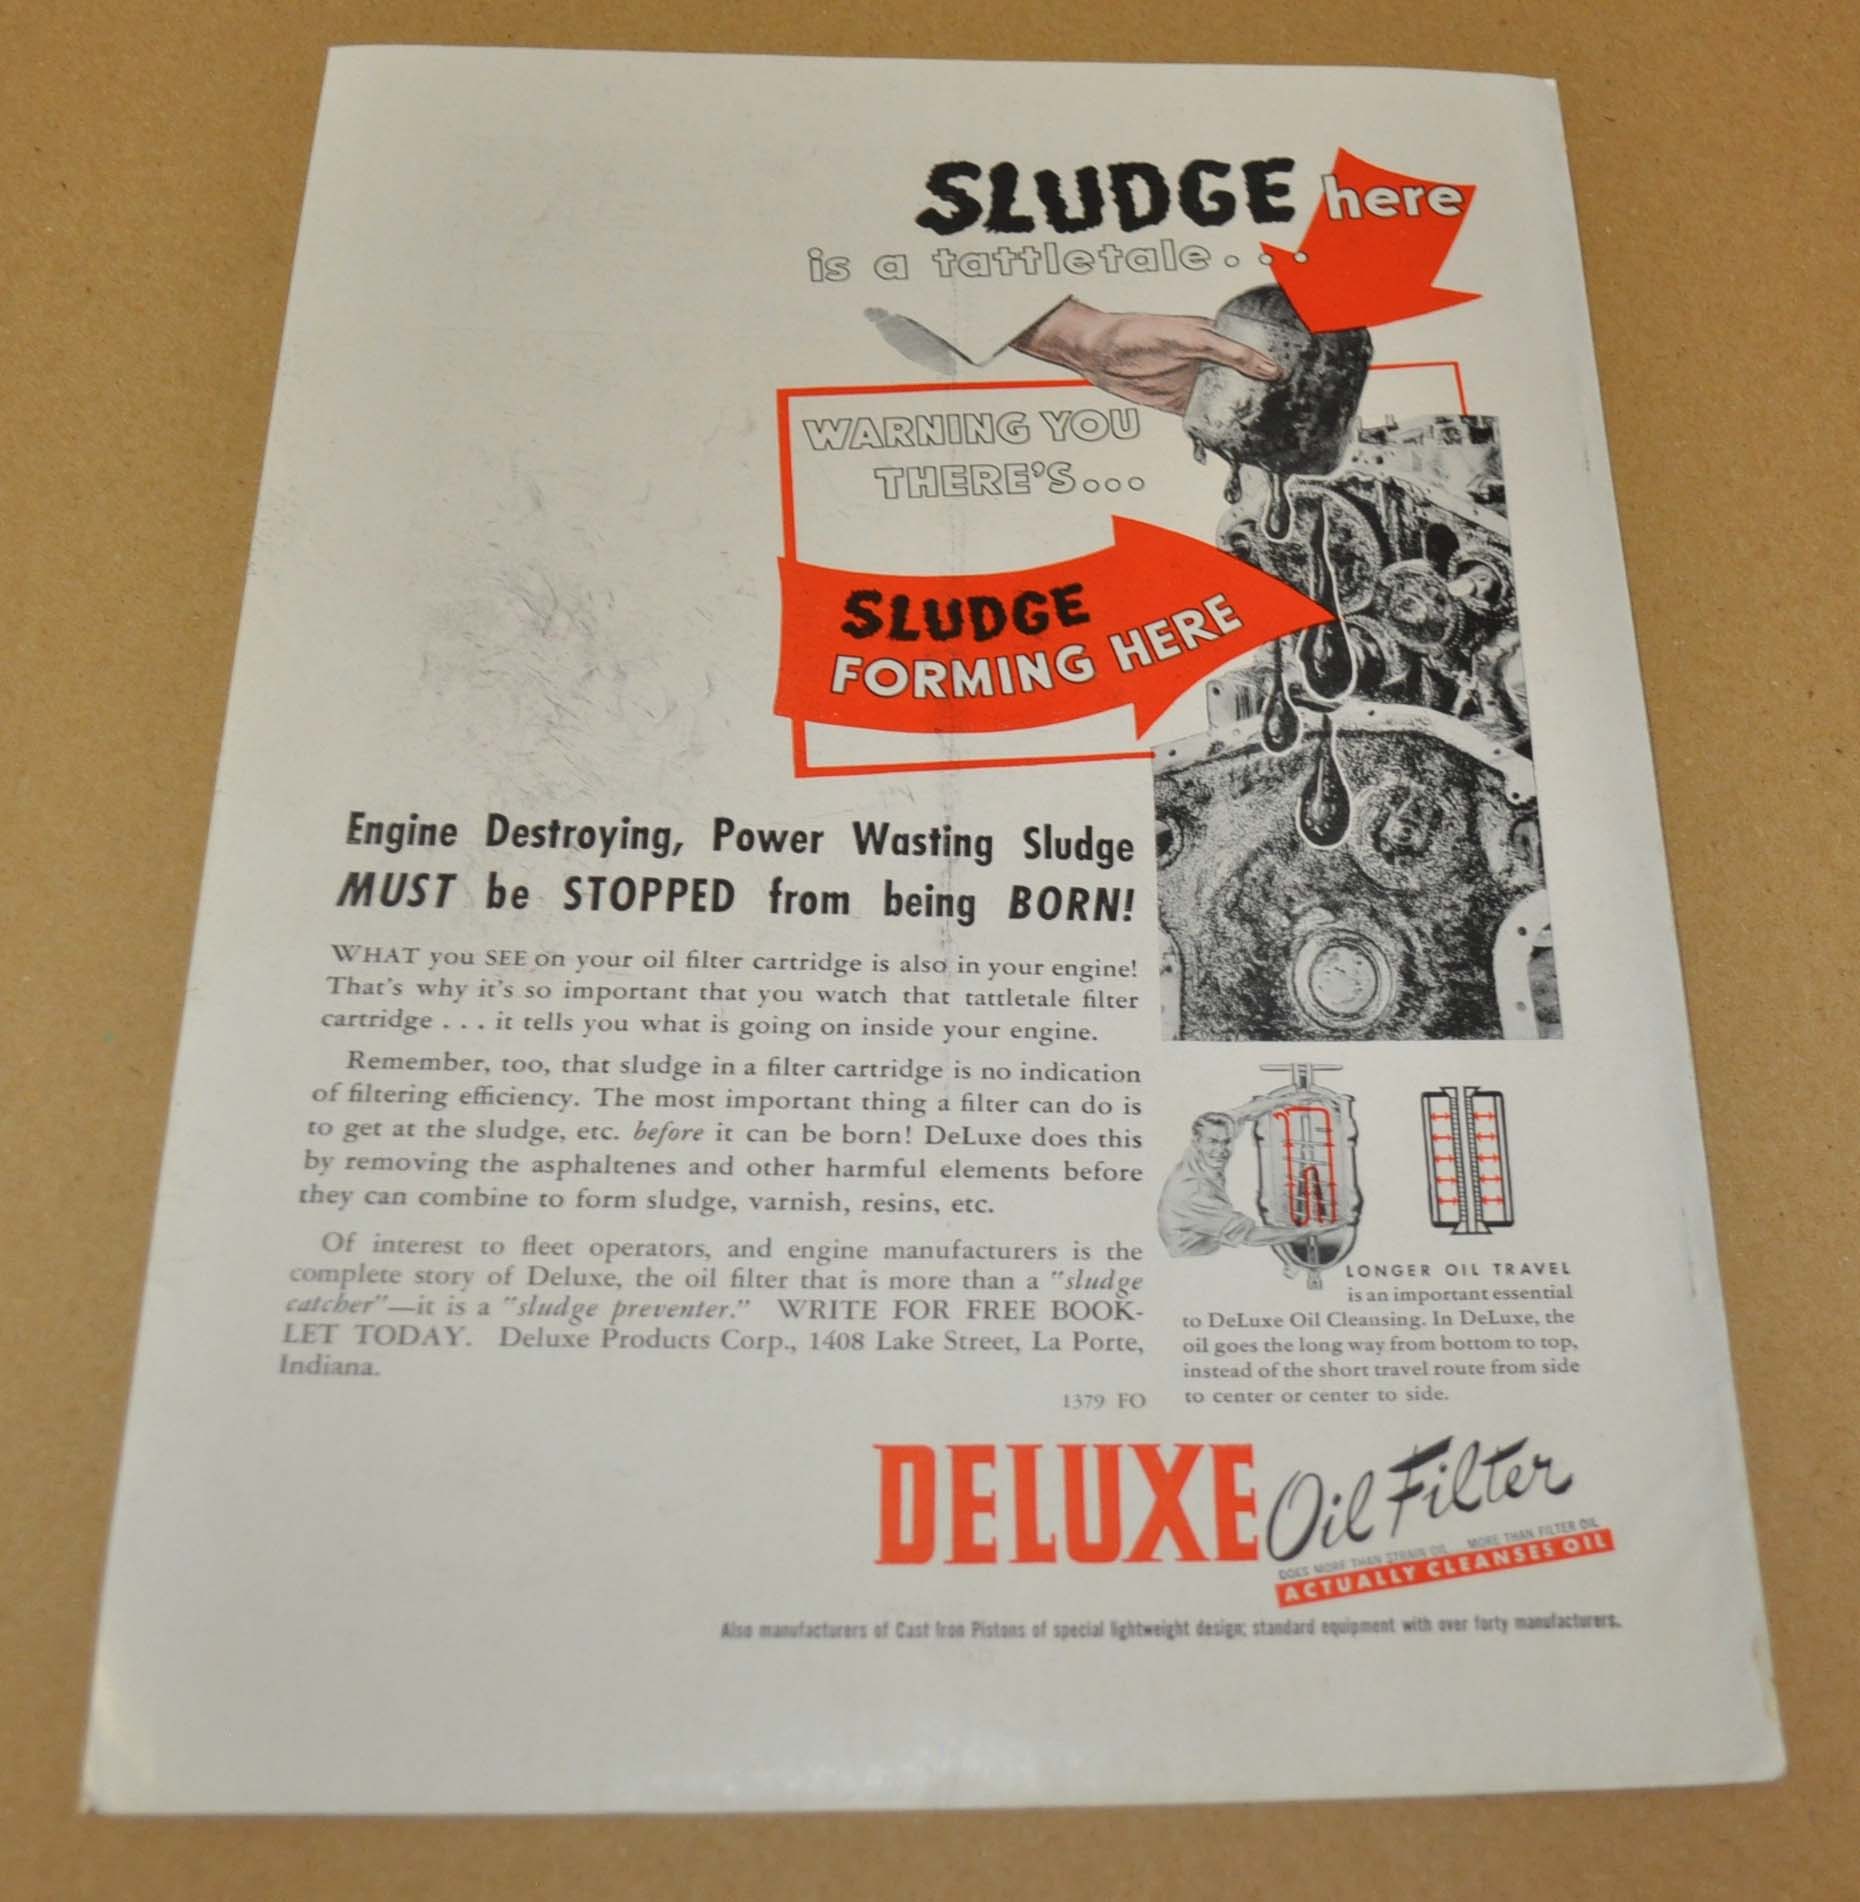 SLUDGE here
is a tattletale...
WARNING YOU
THERE'S...
SLUDGE
FORMING HERE
Engine Destroying, Power Wasting Sludge
MUST be STOPPED from being BORN!
WHAT you SEE on your oil filter cartridge is also in your engine!
That's why it's so important that you watch that tattletale filter
cartridge . . . it tells you what is going on inside your engine.
Remember, too, that sludge in a filter cartridge is no indication
of filtering efficiency. The most important thing a filter can do is
to get at the sludge, etc. before it can be born! DeLuxe does this
by removing the asphaltenes and other harmful elements before
they can combine to form sludge, varnish, resins, etc.
Of interest to fleet operators, and engine manufacturers is the
complete story of Deluxe, the oil filter that is more than a "sludge
catcher"—it is a "sludge preventer." WRITE FOR FREE BOOK-
LET TODAY. Deluxe Products Corp., 1408 Lake Street, La Porte,
Indiana.
1379 FO
LONGER OIL TRAVEL
is an important essential
to DeLuxe Oil Cleansing. In DeLuxe, the
oil goes the long way from bottom to top,
instead of the short travel route from side
to center or center to side.
DELUXE Oil Filter
DOES MORE THAN STRAIN OIL ... MORE THAN FILTER OIL
ACTUALLY CLEANSES OIL
Also manufacturers of Cast Iron Pistons of special lightweight design; standard equipment with over forty manufacturers.